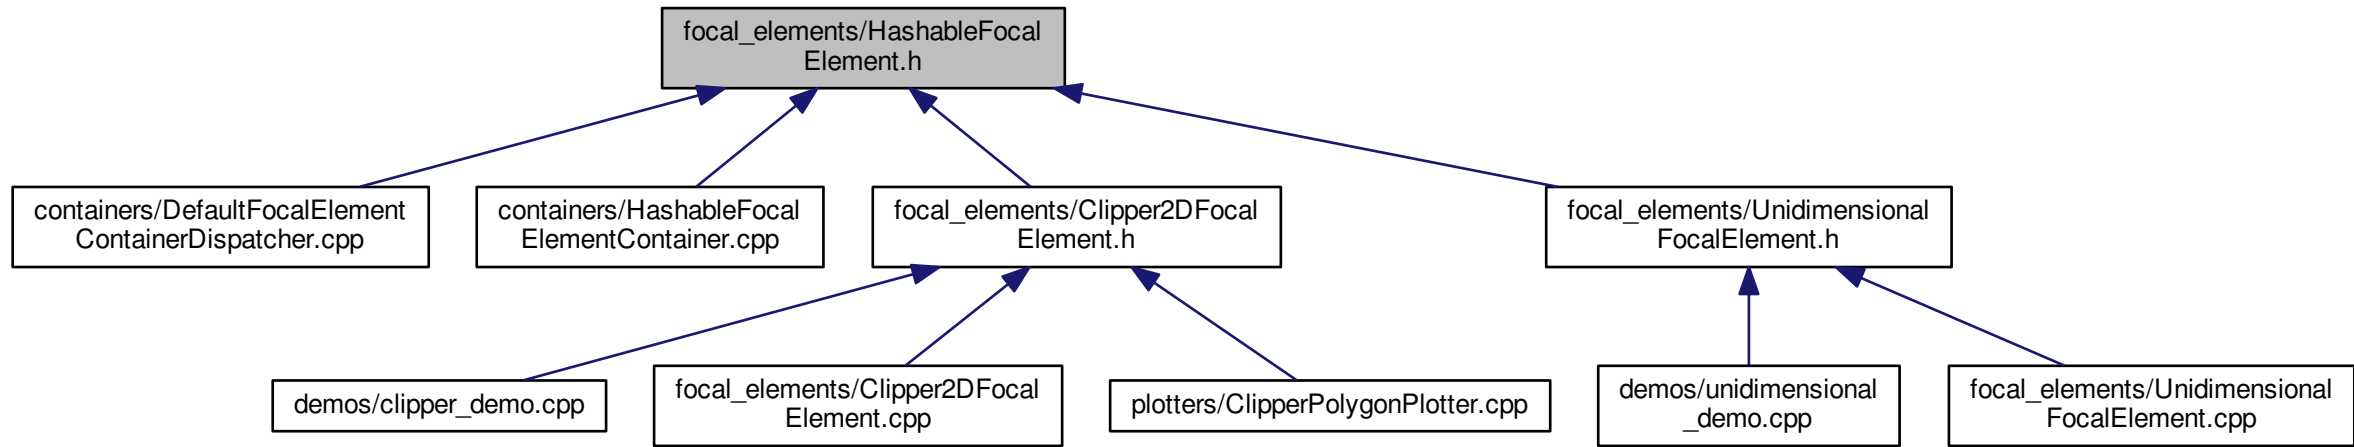 focal_elements/HashableFocal
Element.h
containers/DefaultFocalElement
ContainerDispatcher.cpp
containers/HashableFocal
ElementContainer.cpp
focal_elements/Clipper2DFocal
Element.h
focal_elements/Unidimensional
FocalElement.h
demos/clipper_demo.cpp
focal_elements/Clipper2DFocal
Element.cpp
plotters/ClipperPolygonPlotter.cpp
demos/unidimensional
_demo.cpp
focal_elements/Unidimensional
FocalElement.cpp